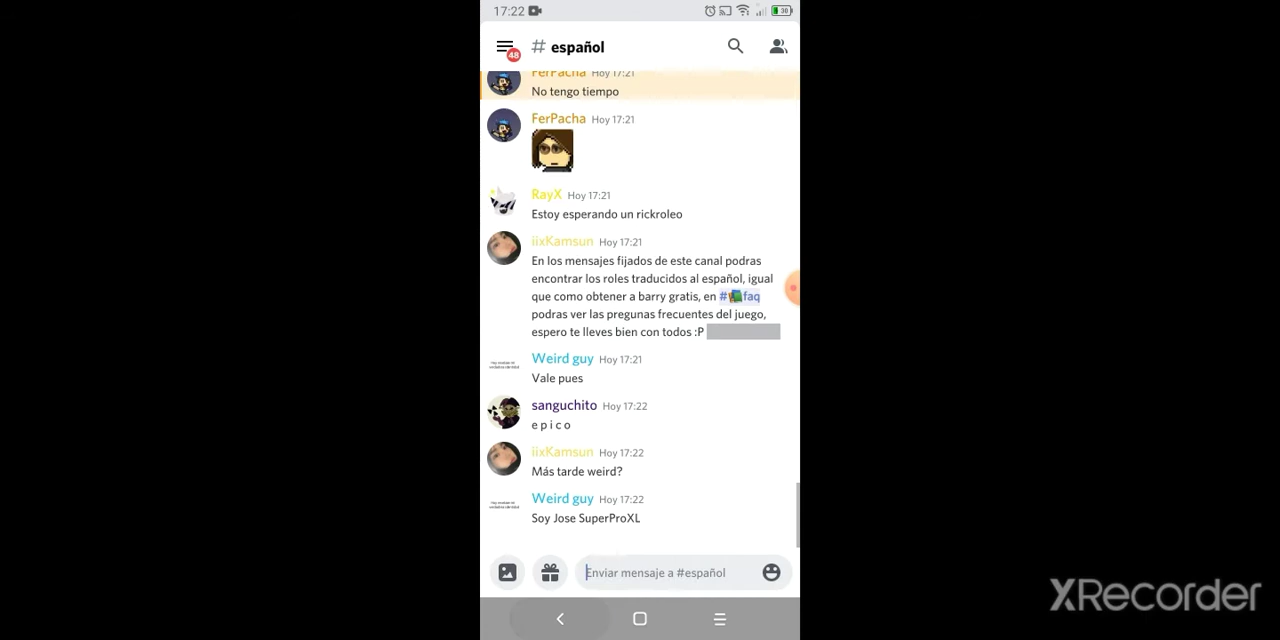 17:22
30
48
# español
FerPacha Hoy 17:21
No tengo tiempo
FerPacha Hoy 17:21
RayX Hoy 17:21
Estoy esperando un rickroleo
iixKamsun Hoy 17:21
En los mensajes fijados de este canal podras
encontrar los roles traducidos al español, igual
que como obtener a barry gratis, en #faq
podras ver las pregunas frecuentes del juego,
espero te lleves bien con todos :P
Weird guy Hoy 17:21
Vale pues
sanguchito Hoy 17:22
e p i c o
iixKamsun Hoy 17:22
Más tarde weird?
Weird guy Hoy 17:22
Soy Jose SuperProXL
Enviar mensaje a #español
XRecorder